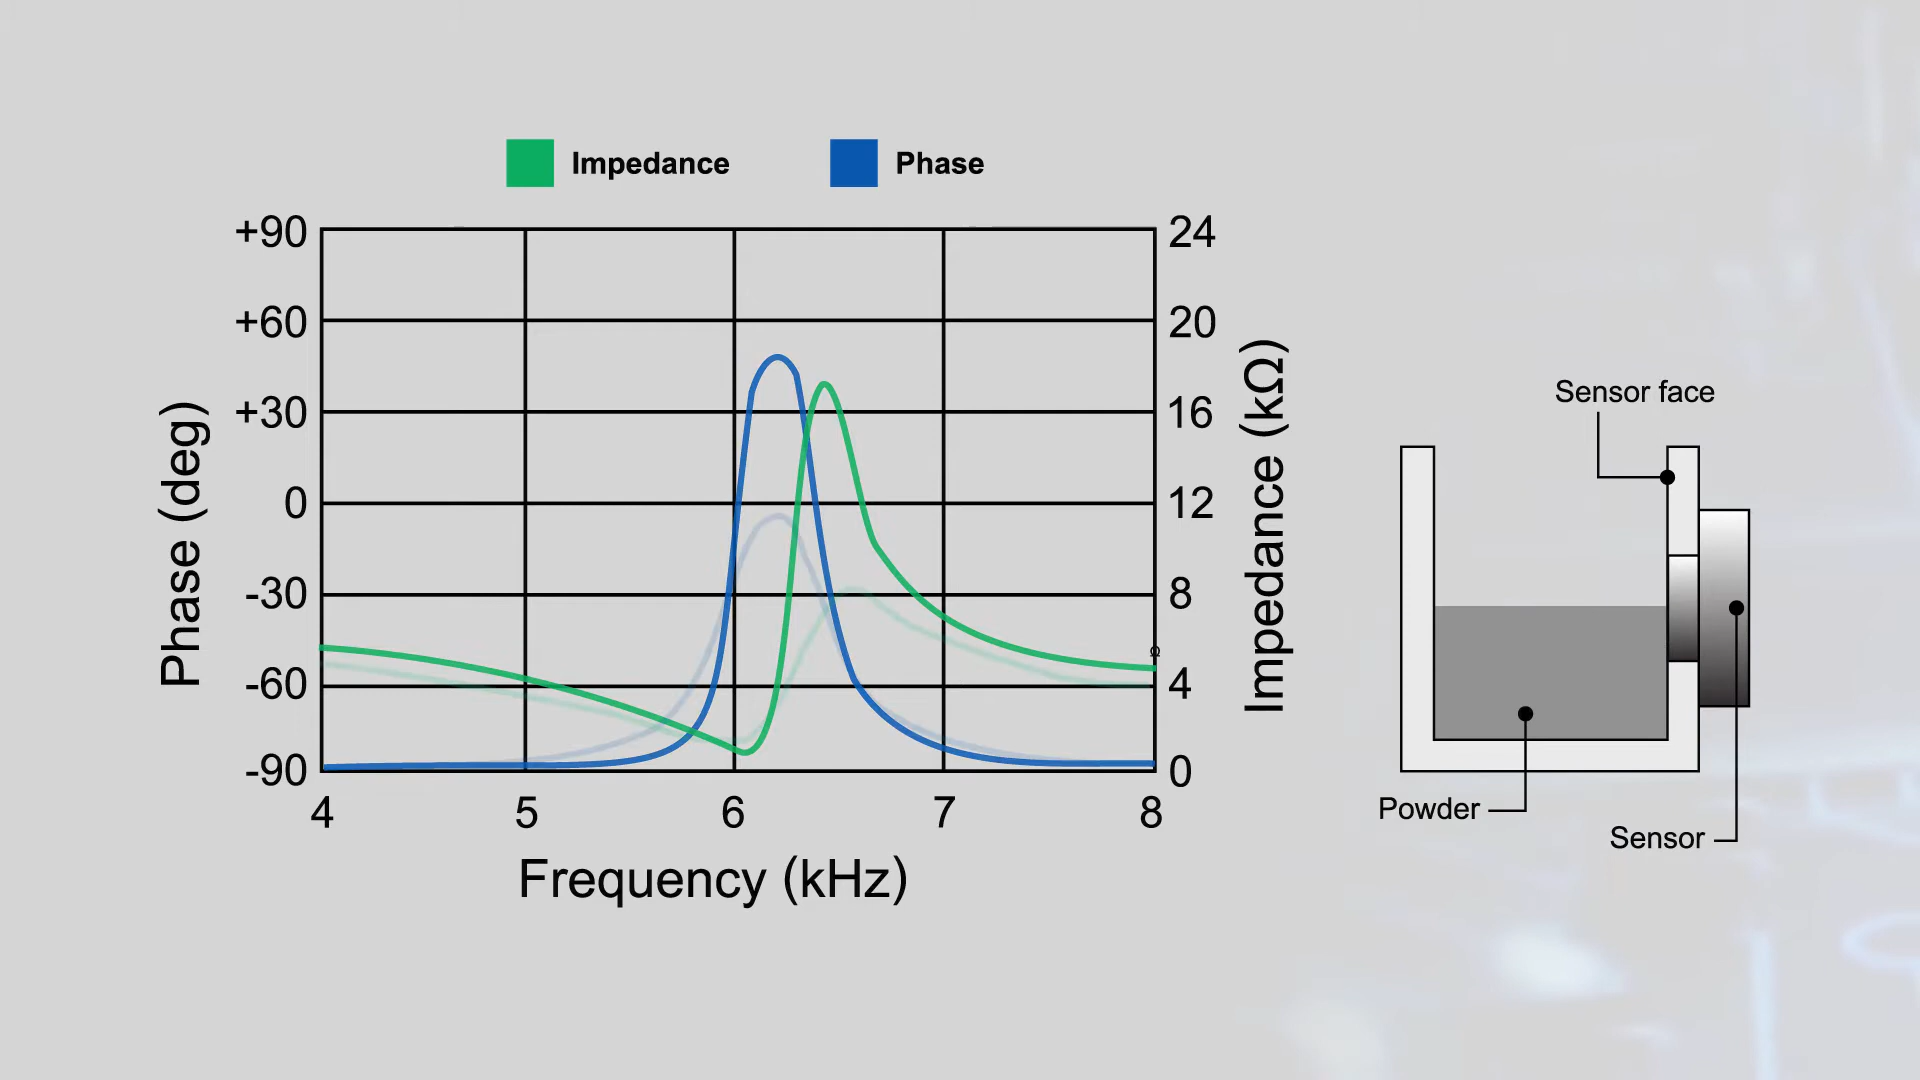 Impedance
Phase
+90
+60
+30
0
-30
-60
-90
Phase (deg)
24
20
16
12
8
4
0
Impedance (kΩ)
4
5
6
7
8
Frequency (kHz)
Sensor face
Powder
Sensor